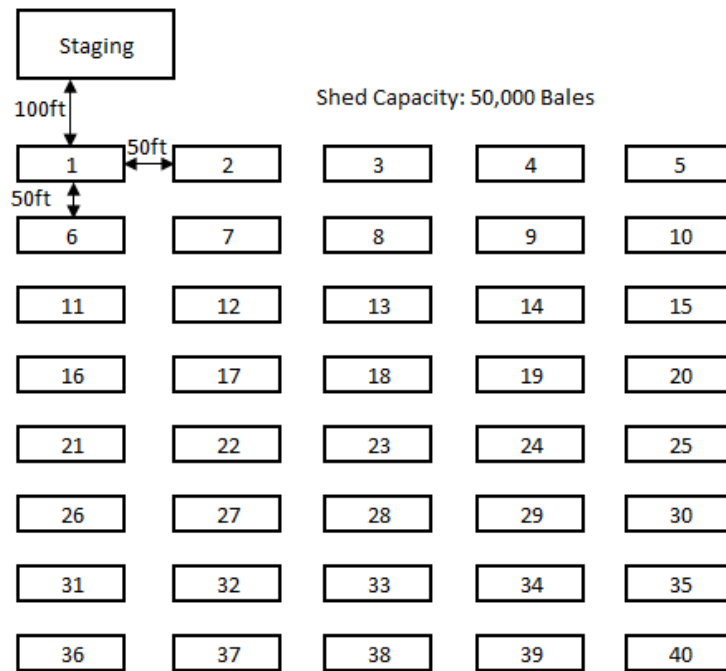 Staging
100ft
Shed Capacity: 50,000 Bales
50ft
1 2 3 4 5
50ft
6 7 8 9 10
11 12 13 14 15
16 17 18 19 20
21 22 23 24 25
26 27 28 29 30
31 32 33 34 35
36 37 38 39 40